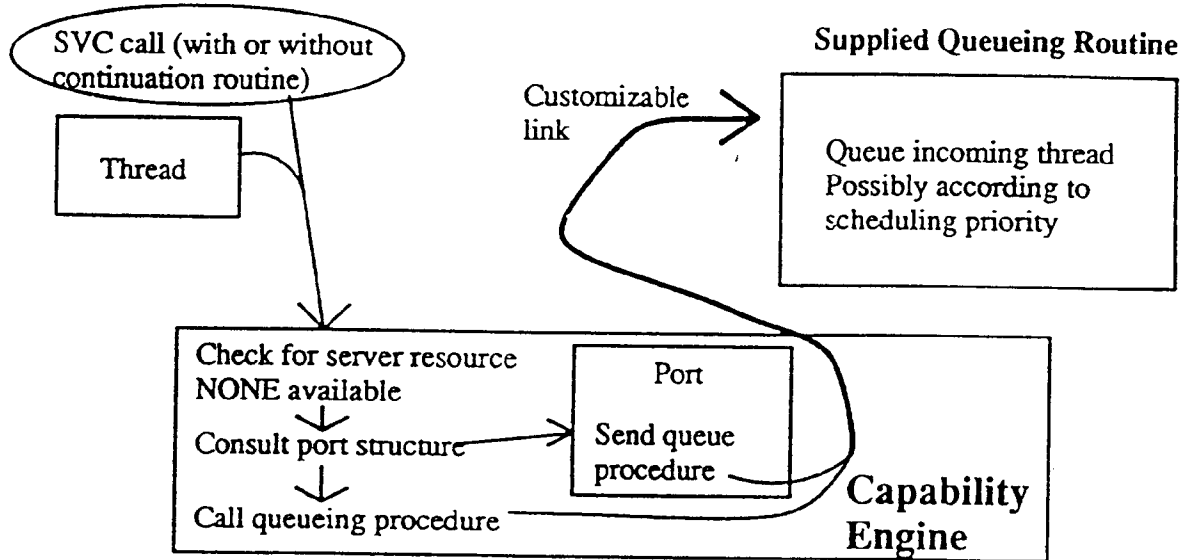 SVC call (with or without
continuation routine)
Thread
Customizable
link
Supplied Queueing Routine
Queue incoming thread
Possibly according to
scheduling priority
Check for server resource
NONE available
Consult port structure
Call queueing procedure
Port
Send queue
procedure
Capability
Engine